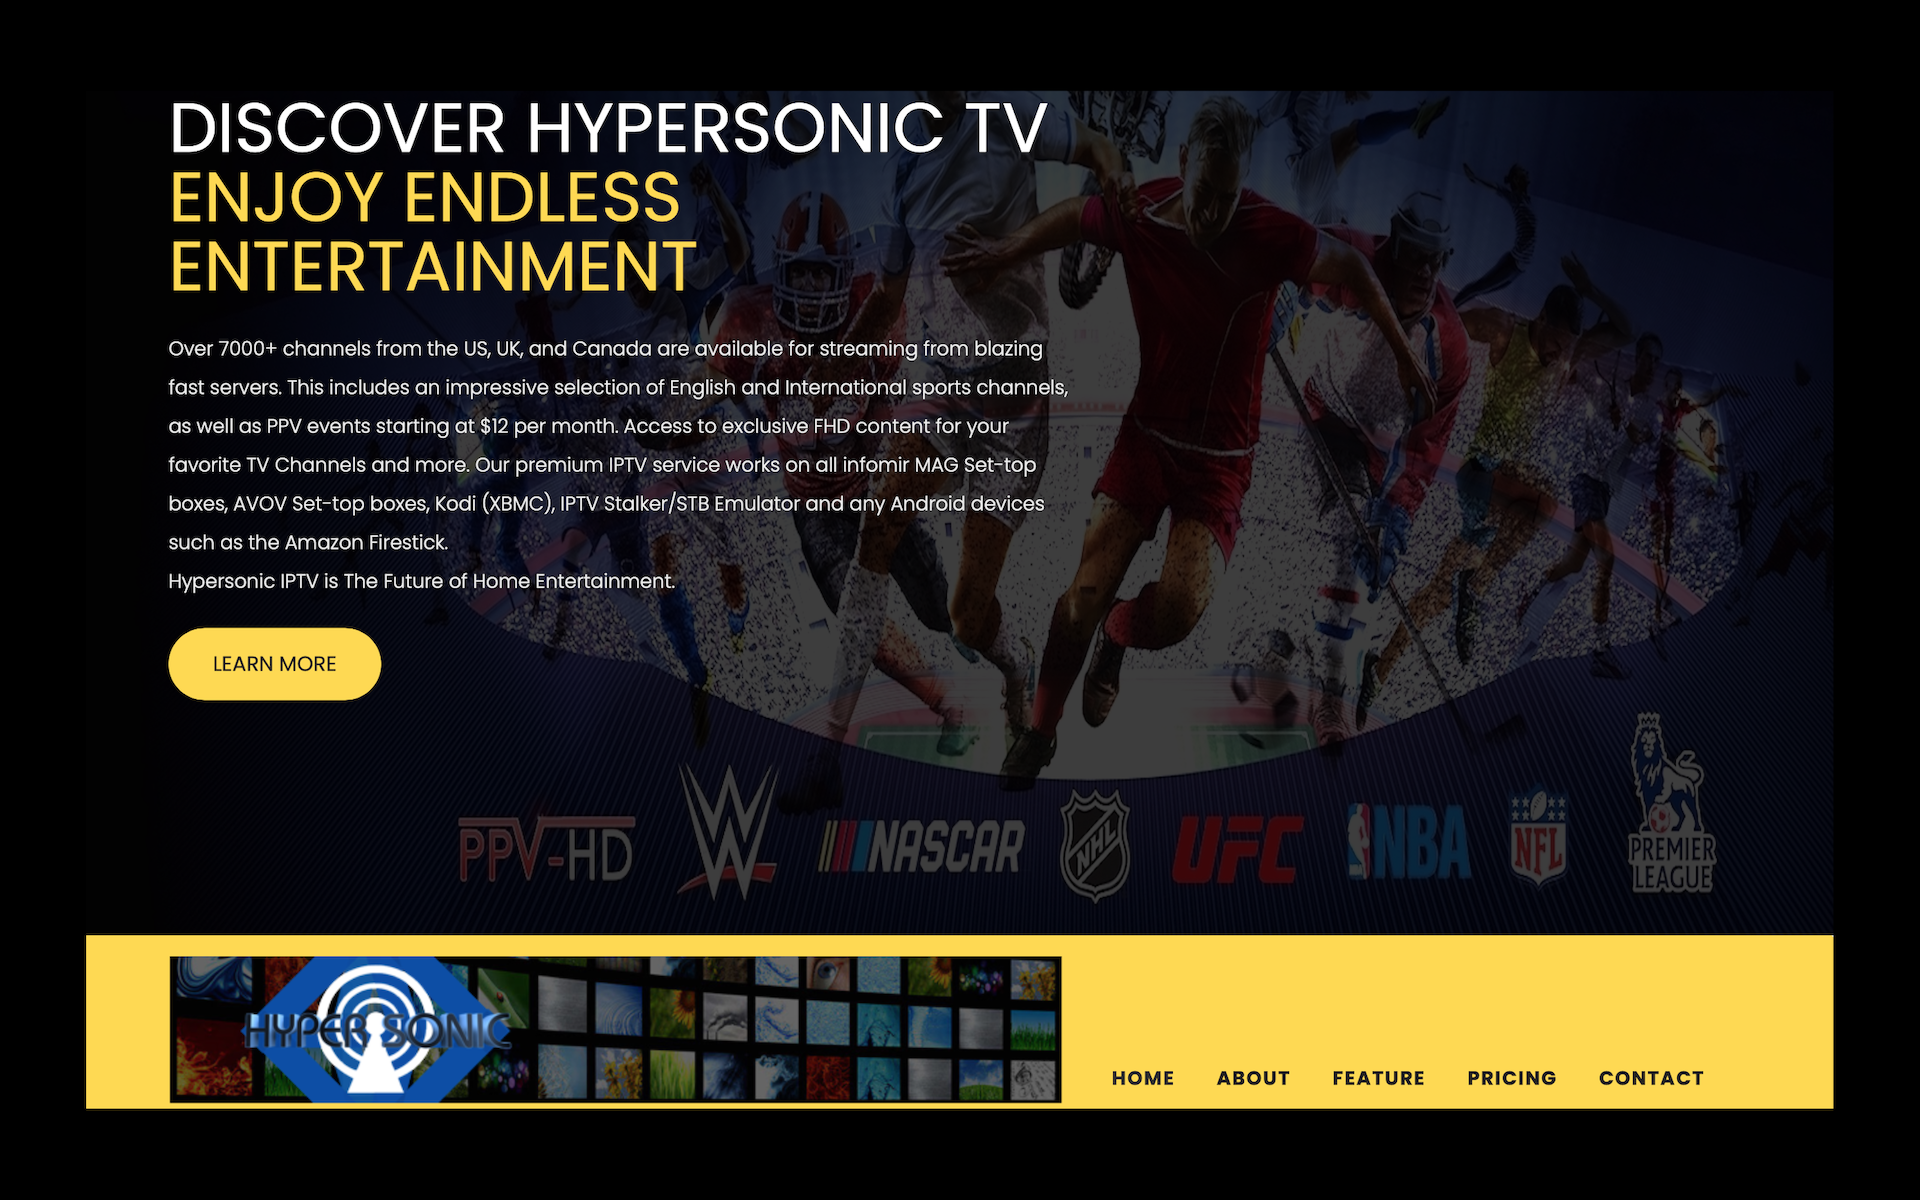 DISCOVER HYPERSONIC TV
ENJOY ENDLESS
ENTERTAINMENT
Over 7000+ channels from the US, UK, and Canada are available for streaming from blazing
fast servers. This includes an impressive selection of English and International sports channels,
as well as PPV events starting at $12 per month. Access to exclusive FHD content for your
favorite TV Channels and more. Our premium IPTV service works on all infomir MAG Set-top
boxes, AVOV Set-top boxes, Kodi (XBMC), IPTV Stalker/STB Emulator and any Android devices
such as the Amazon Firestick.
Hypersonic IPTV is The Future of Home Entertainment.
LEARN MORE
PPV-HD W NASCAR NHL UFC NBA NFL PREMIER
LEAGUE
HYPER SONIC
HOME ABOUT FEATURE PRICING CONTACT